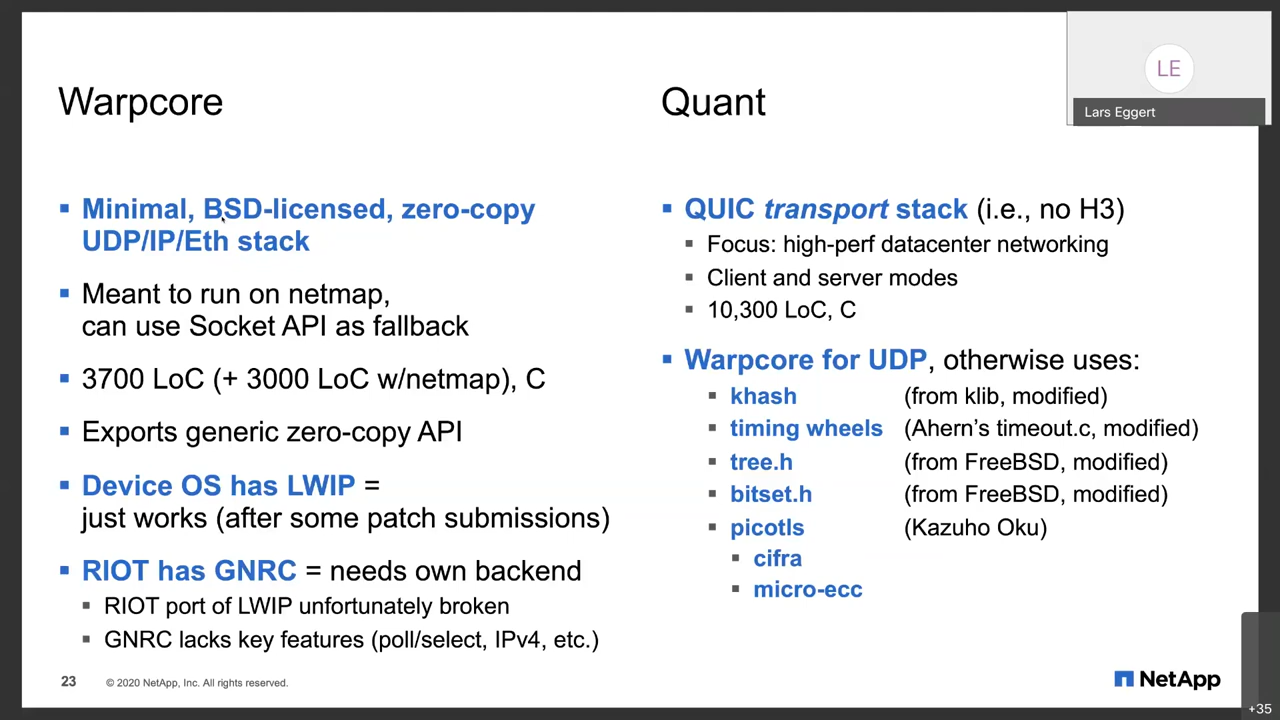 Warpcore
▪ Minimal, BSD-licensed, zero-copy
UDP/IP/Eth stack
▪ Meant to run on netmap,
can use Socket API as fallback
▪ 3700 LoC (+ 3000 LoC w/netmap), C
▪ Exports generic zero-copy API
▪ Device OS has LWIP =
just works (after some patch submissions)
▪ RIOT has GNRC = needs own backend
▪ RIOT port of LWIP unfortunately broken
▪ GNRC lacks key features (poll/select, IPv4, etc.)
Quant
▪ QUIC transport stack (i.e., no H3)
▪ Focus: high-perf datacenter networking
▪ Client and server modes
▪ 10,300 LoC, C
▪ Warpcore for UDP, otherwise uses:
▪ khash (from klib, modified)
▪ timing wheels (Ahern’s timeout.c, modified)
▪ tree.h (from FreeBSD, modified)
▪ bitset.h (from FreeBSD, modified)
▪ picotls (Kazuho Oku)
▪ cifra
▪ micro-ecc
LE
Lars Eggert
23 © 2020 NetApp, Inc. All rights reserved.
NetApp
+35